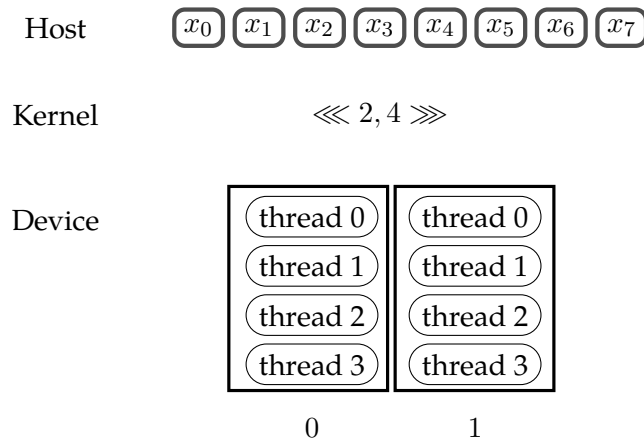 Host x₀ x₁ x₂ x₃ x₄ x₅ x₆ x₇
Kernel ⋘ 2, 4 ⋙
Device thread 0 thread 0
thread 1 thread 1
thread 2 thread 2
thread 3 thread 3
0 1